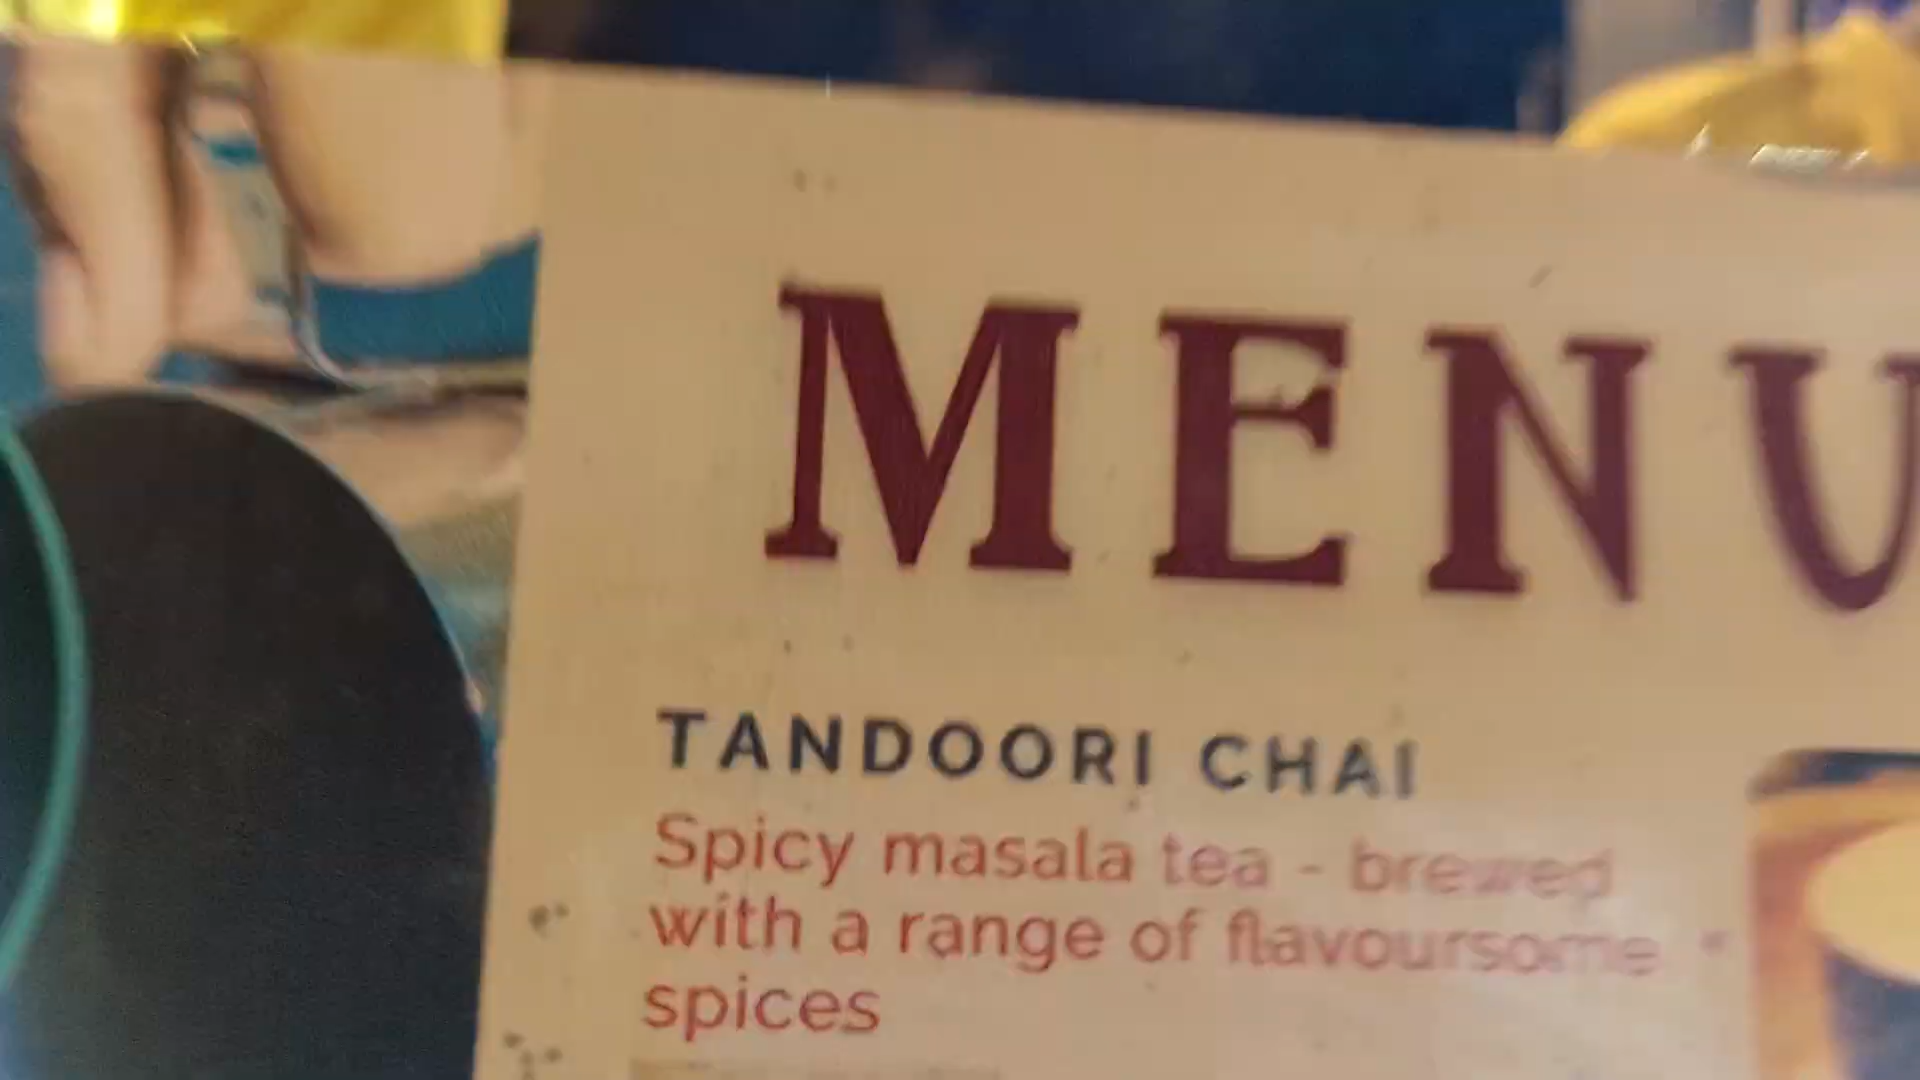 MENU
TANDOORI CHAI
Spicy masala tea - brewed
with a range of flavoursome
spices